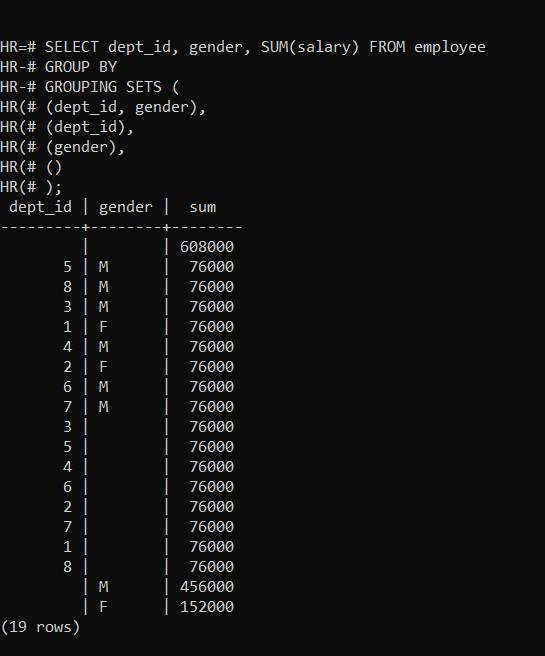 HR=# SELECT dept_id, gender, SUM(salary) FROM employee
HR-# GROUP BY
HR-# GROUPING SETS (
HR(# (dept_id, gender),
HR(# (dept_id),
HR(# (gender),
HR(# ()
HR(# );
 dept_id | gender |  sum
---------+--------+--------
         |        | 608000
       5 | M      |  76000
       8 | M      |  76000
       3 | M      |  76000
       1 | F      |  76000
       4 | M      |  76000
       2 | F      |  76000
       6 | M      |  76000
       7 | M      |  76000
       3 |        |  76000
       5 |        |  76000
       4 |        |  76000
       6 |        |  76000
       2 |        |  76000
       7 |        |  76000
       1 |        |  76000
       8 |        |  76000
         | M      | 456000
         | F      | 152000
(19 rows)